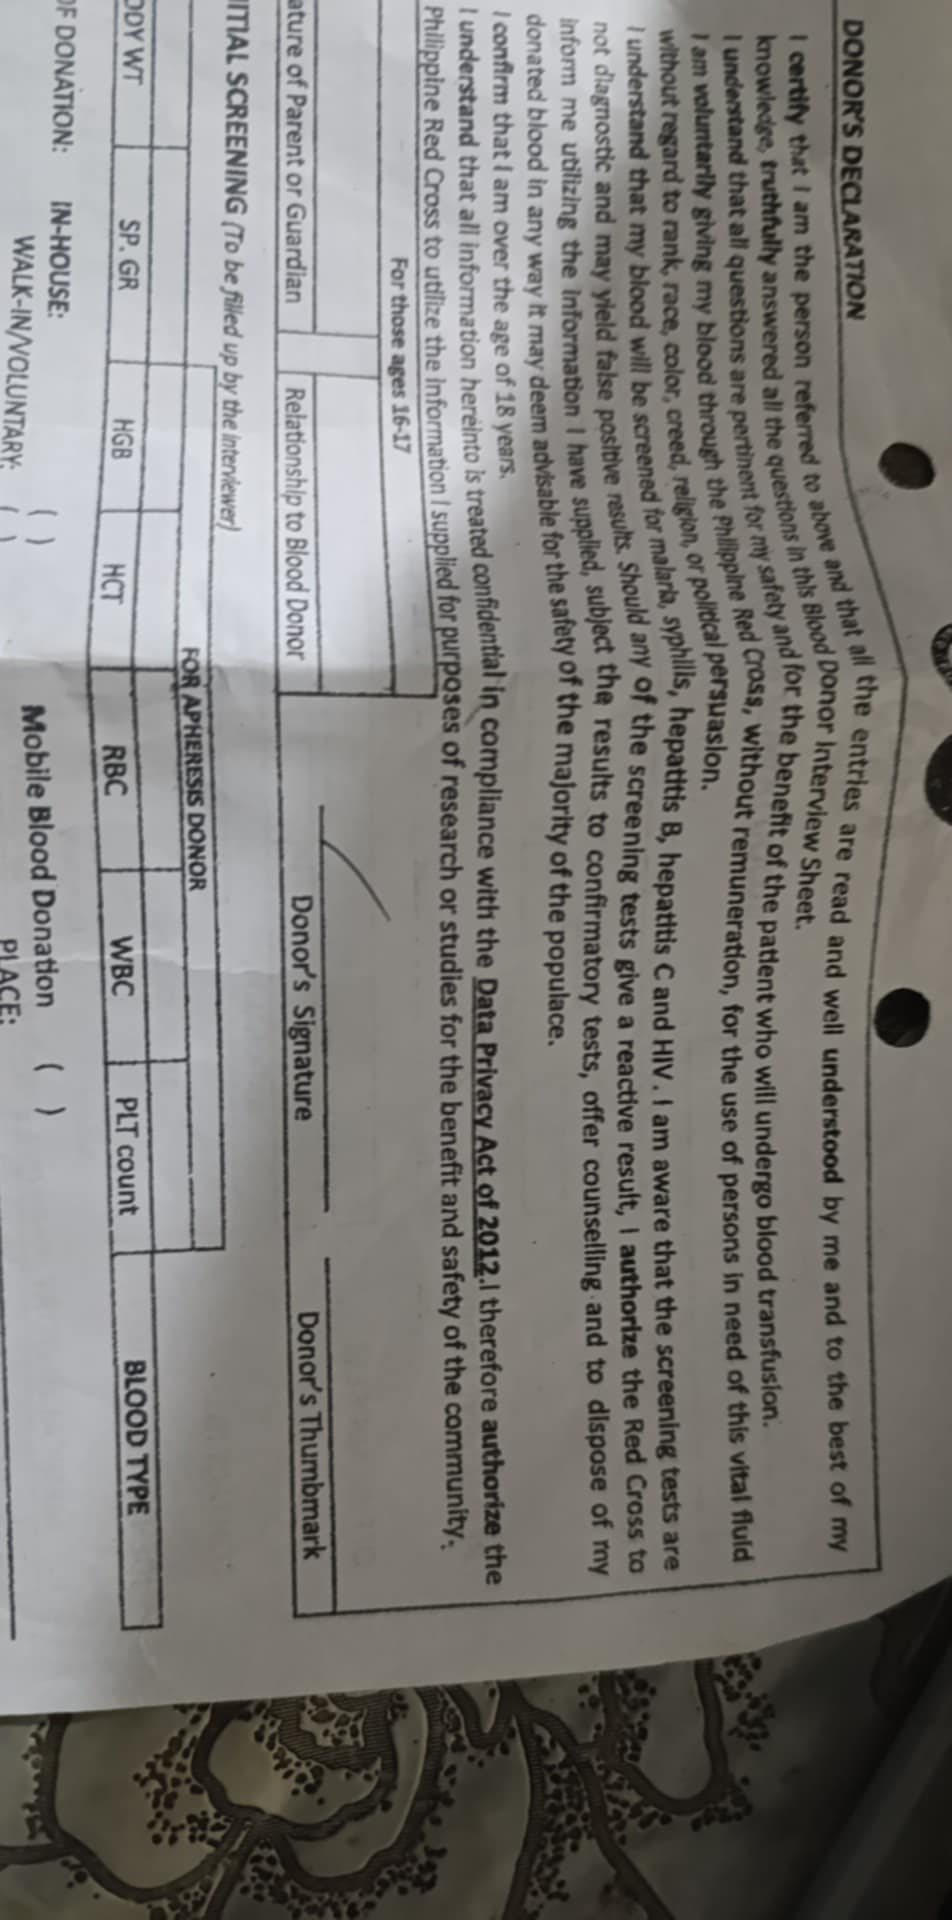 DONOR'S DECLARATION
I certify that I am the person referred to above and that all the entries are read and well understood by me and to the best of my
knowledge, truthfully answered all the questions in this Blood Donor Interview Sheet.
I understand that all questions are pertinent for my safety and for the benefit of the patient who will undergo blood transfusion.
I am voluntarily giving my blood through the Philippine Red Cross, without remuneration, for the use of persons in need of this vital fluid
without regard to rank, race, color, creed, religion, or political persuasion.
I understand that my blood will be screened for malaria, syphilis, hepatitis B, hepatitis C and HIV. I am aware that the screening tests are
not diagnostic and may yield false positive results. Should any of the screening tests give a reactive result, I authorize the Red Cross to
inform me utilizing the information I have supplied, subject the results to confirmatory tests, offer counselling and to dispose of my
donated blood in any way it may deem advisable for the safety of the majority of the populace.
I confirm that I am over the age of 18 years.
I understand that all information hereinto is treated confidential in compliance with the Data Privacy Act of 2012.I therefore authorize the
Philippine Red Cross to utilize the information I supplied for purposes of research or studies for the benefit and safety of the community.
For those ages 16-17
ature of Parent or Guardian Relationship to Blood Donor Donor's Signature Donor's Thumbmark
ITIAL SCREENING (To be filled up by the interviewer)
FOR APHERESIS DONOR
ODY WT SP. GR HGB HCT RBC WBC PLT count BLOOD TYPE
OF DONATION: IN-HOUSE: ( ) Mobile Blood Donation ( )
WALK-IN/VOLUNTARY: ( ) PLACE: